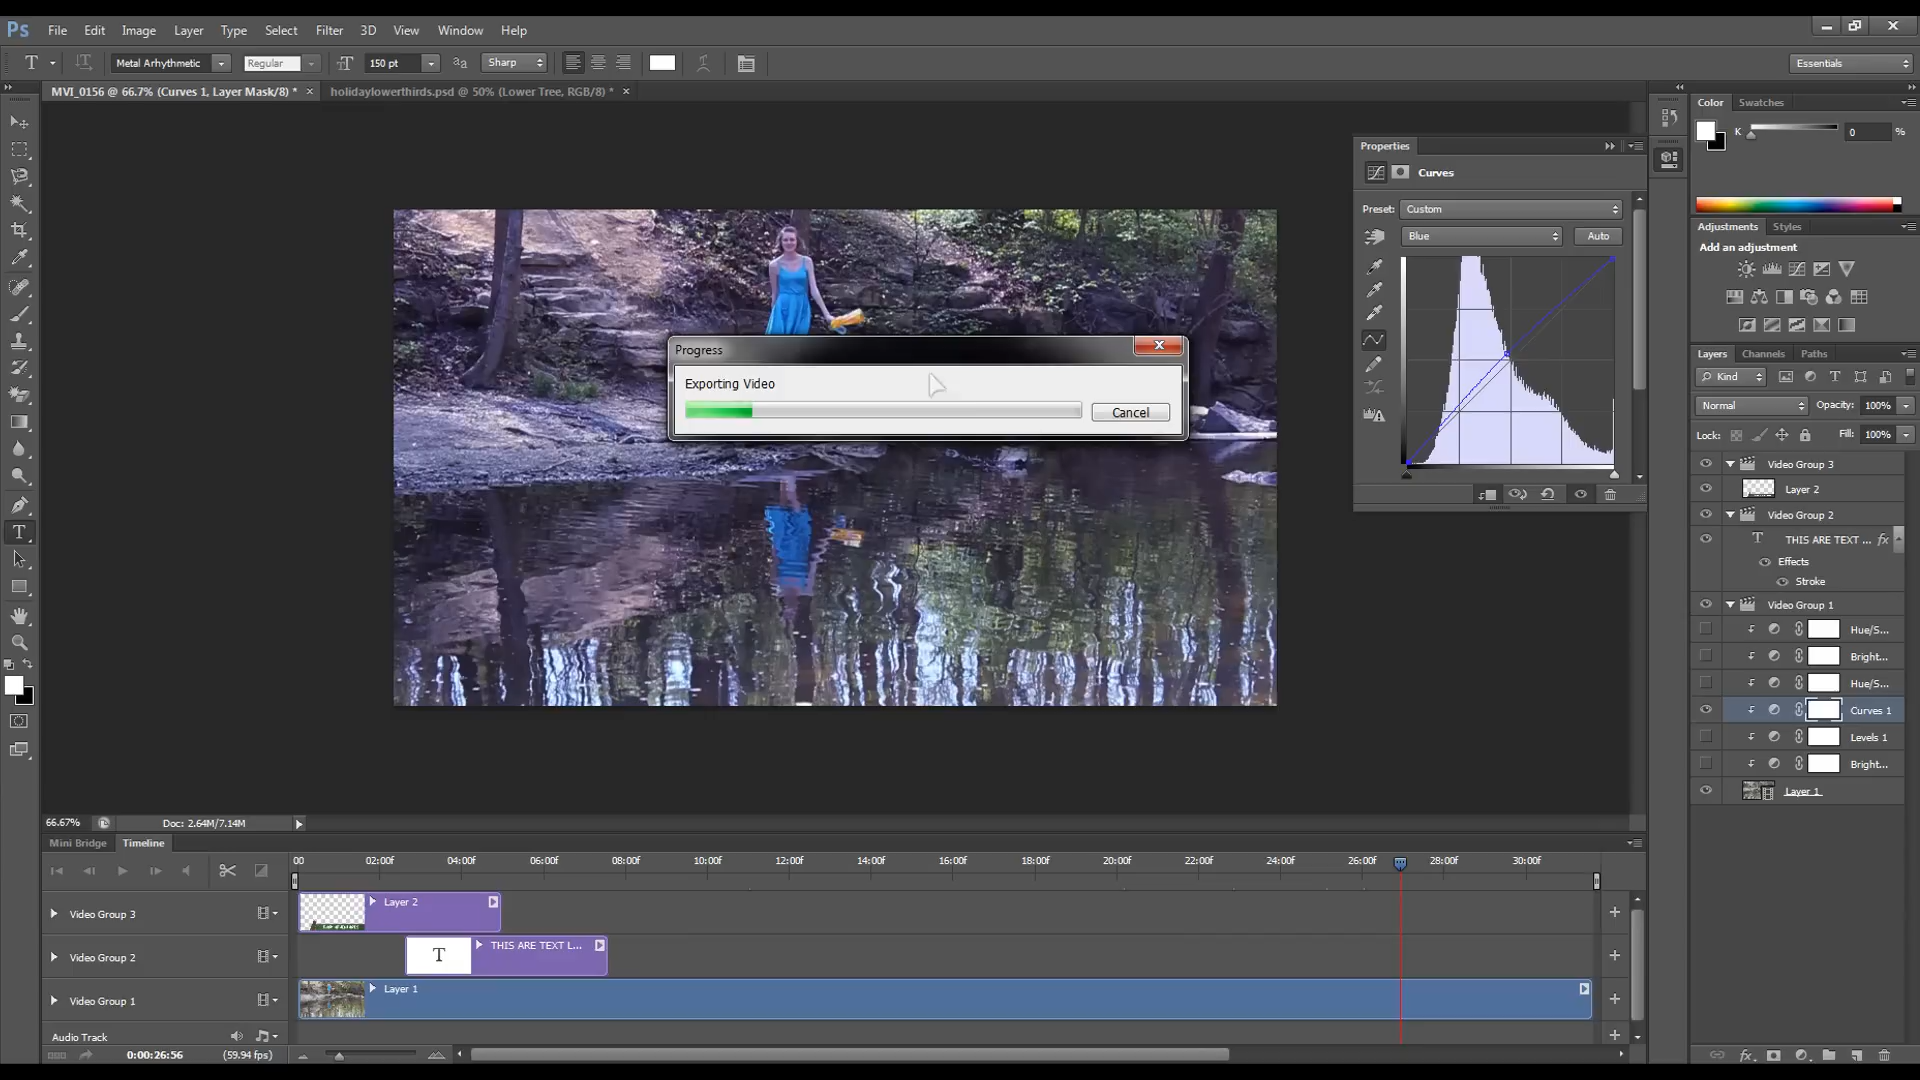 Ps File Edit Image Layer Type Select Filter 3D View Window Help
T Metal Arhythmetic Regular 150 pt Sharp Essentials
MVI_0156 @ 66.7% (Curves 1, Layer Mask/8) * holidaylowerthirds.psd @ 50% (Lower Tree, RGB/8) *
Color Swatches
K 0 %
Properties
Curves
Preset: Custom
Blue Auto
Adjustments Styles
Add an adjustment
Layers Channels Paths
Kind
Normal Opacity: 100%
Lock: Fill: 100%
Video Group 3
Layer 2
Video Group 2
T THIS ARE TEXT ... fx
Effects
Stroke
Video Group 1
Hue/S...
Bright...
Hue/S...
Curves 1
Levels 1
Bright...
Layer 1
Progress
Exporting Video
Cancel
66.67% Doc: 2.64M/7.14M
Mini Bridge Timeline
00 02:00f 04:00f 06:00f 08:00f 10:00f 12:00f 14:00f 16:00f 18:00f 20:00f 22:00f 24:00f 26:00f 28:00f 30:00f
Video Group 3 Layer 2
Video Group 2 T THIS ARE TEXT L...
Video Group 1 Layer 1
Audio Track
0:00:26:56 (59.94 fps)